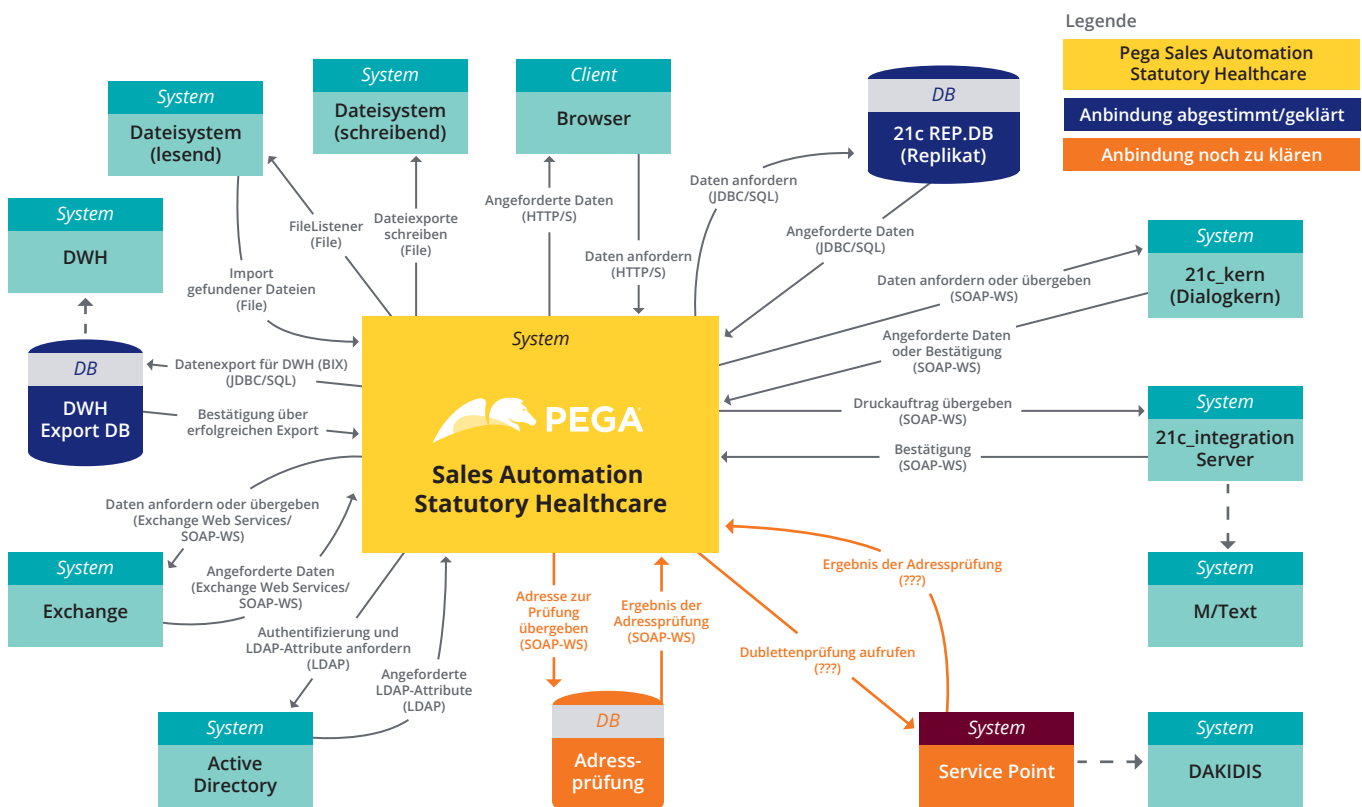 Legende
Pega Sales Automation
Statutory Healthcare
Anbindung abgestimmt/geklärt
Anbindung noch zu klären
System
Dateisystem
(lesend)
System
Dateisystem
(schreibend)
Client
Browser
DB
21c REP.DB
(Replikat)
System
DWH
DB
DWH
Export DB
System
21c_kern
(Dialogkern)
System
21c_integration
Server
System
M/Text
System
Exchange
System
Active
Directory
DB
Adress-
prüfung
System
Service Point
System
DAKIDIS
System
PEGA
Sales Automation
Statutory Healthcare
FileListener
(File)
Import
gefundener Dateien
(File)
Dateiexporte
schreiben
(File)
Angeforderte Daten
(HTTP/S)
Daten anfordern
(HTTP/S)
Daten anfordern
(JDBC/SQL)
Angeforderte Daten
(JDBC/SQL)
Daten anfordern oder übergeben
(SOAP-WS)
Angeforderte Daten
oder Bestätigung
(SOAP-WS)
Druckauftrag übergeben
(SOAP-WS)
Bestätigung
(SOAP-WS)
Datenexport für DWH (BIX)
(JDBC/SQL)
Bestätigung über
erfolgreichen Export
Daten anfordern oder übergeben
(Exchange Web Services/
SOAP-WS)
Angeforderte Daten
(Exchange Web Services/
SOAP-WS)
Authentifizierung und
LDAP-Attribute anfordern
(LDAP)
Angeforderte
LDAP-Attribute
(LDAP)
Adresse zur
Prüfung
übergeben
(SOAP-WS)
Ergebnis der
Adressprüfung
(SOAP-WS)
Dublettenprüfung aufrufen
(???)
Ergebnis der Adressprüfung
(???)